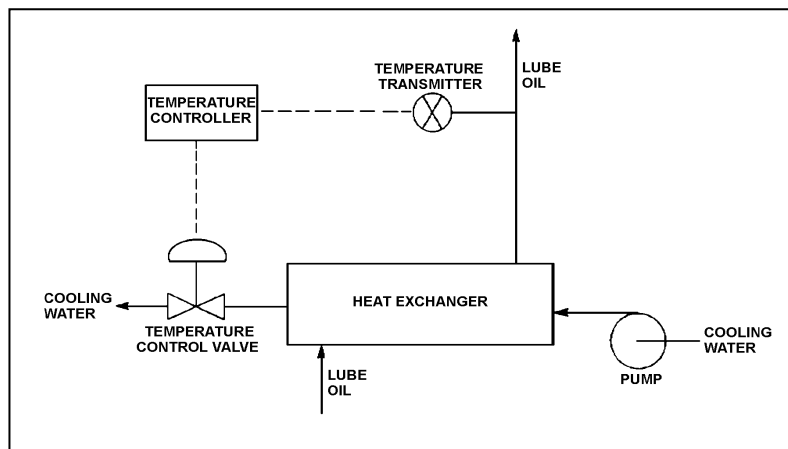 TEMPERATURE
TRANSMITTER
LUBE
OIL
TEMPERATURE
CONTROLLER
HEAT EXCHANGER
COOLING
WATER
TEMPERATURE
CONTROL VALVE
COOLING
WATER
PUMP
LUBE
OIL